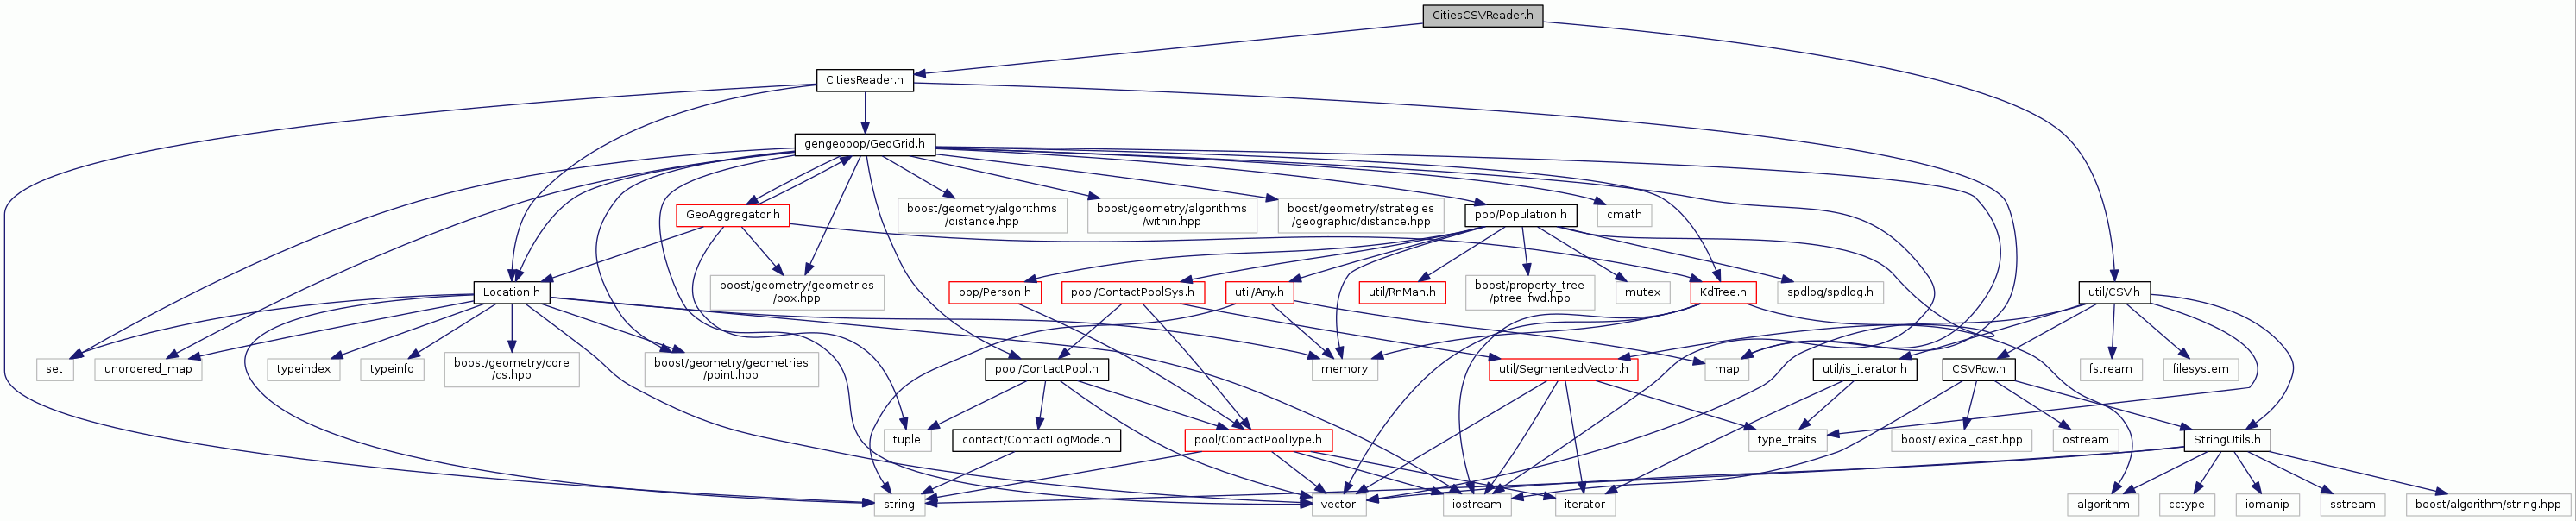 CitiesCSVReader.h
CitiesReader.h
gengeopop/GeoGrid.h
GeoAggregator.h
boost/geometry/algorithms
/distance.hpp
boost/geometry/algorithms
/within.hpp
boost/geometry/strategies
/geographic/distance.hpp
pop/Population.h
cmath
Location.h
boost/geometry/geometries
/box.hpp
pop/Person.h
pool/ContactPoolSys.h
util/Any.h
util/RnMan.h
boost/property_tree
/ptree_fwd.hpp
mutex
KdTree.h
spdlog/spdlog.h
util/CSV.h
set
unordered_map
typeindex
typeinfo
boost/geometry/core
/cs.hpp
boost/geometry/geometries
/point.hpp
pool/ContactPool.h
memory
util/SegmentedVector.h
map
util/is_iterator.h
CSVRow.h
fstream
filesystem
tuple
contact/ContactLogMode.h
pool/ContactPoolType.h
type_traits
boost/lexical_cast.hpp
ostream
StringUtils.h
string
vector
iostream
iterator
algorithm
cctype
iomanip
sstream
boost/algorithm/string.hpp